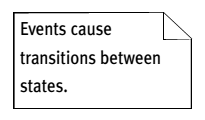 Events cause
transitions between
states.